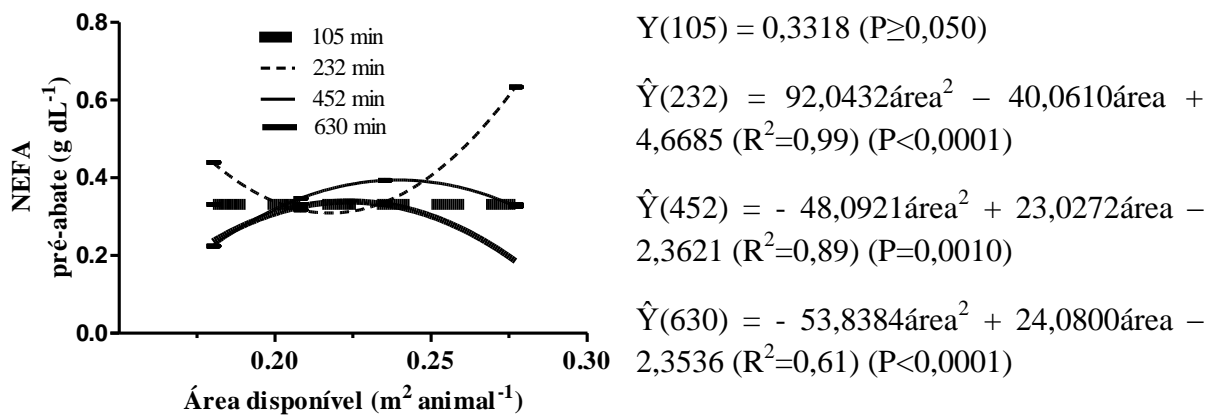 0.8
0.6
0.4
0.2
0.0
NEFA
pré-abate (g dL⁻¹)
105 min
232 min
452 min
630 min
0.20
0.25
0.30
Área disponível (m² animal⁻¹)
Y(105) = 0,3318 (P≥0,050)
Ŷ(232) = 92,0432área² – 40,0610área +
4,6685 (R²=0,99) (P<0,0001)
Ŷ(452) = - 48,0921área² + 23,0272área –
2,3621 (R²=0,89) (P=0,0010)
Ŷ(630) = - 53,8384área² + 24,0800área –
2,3536 (R²=0,61) (P<0,0001)